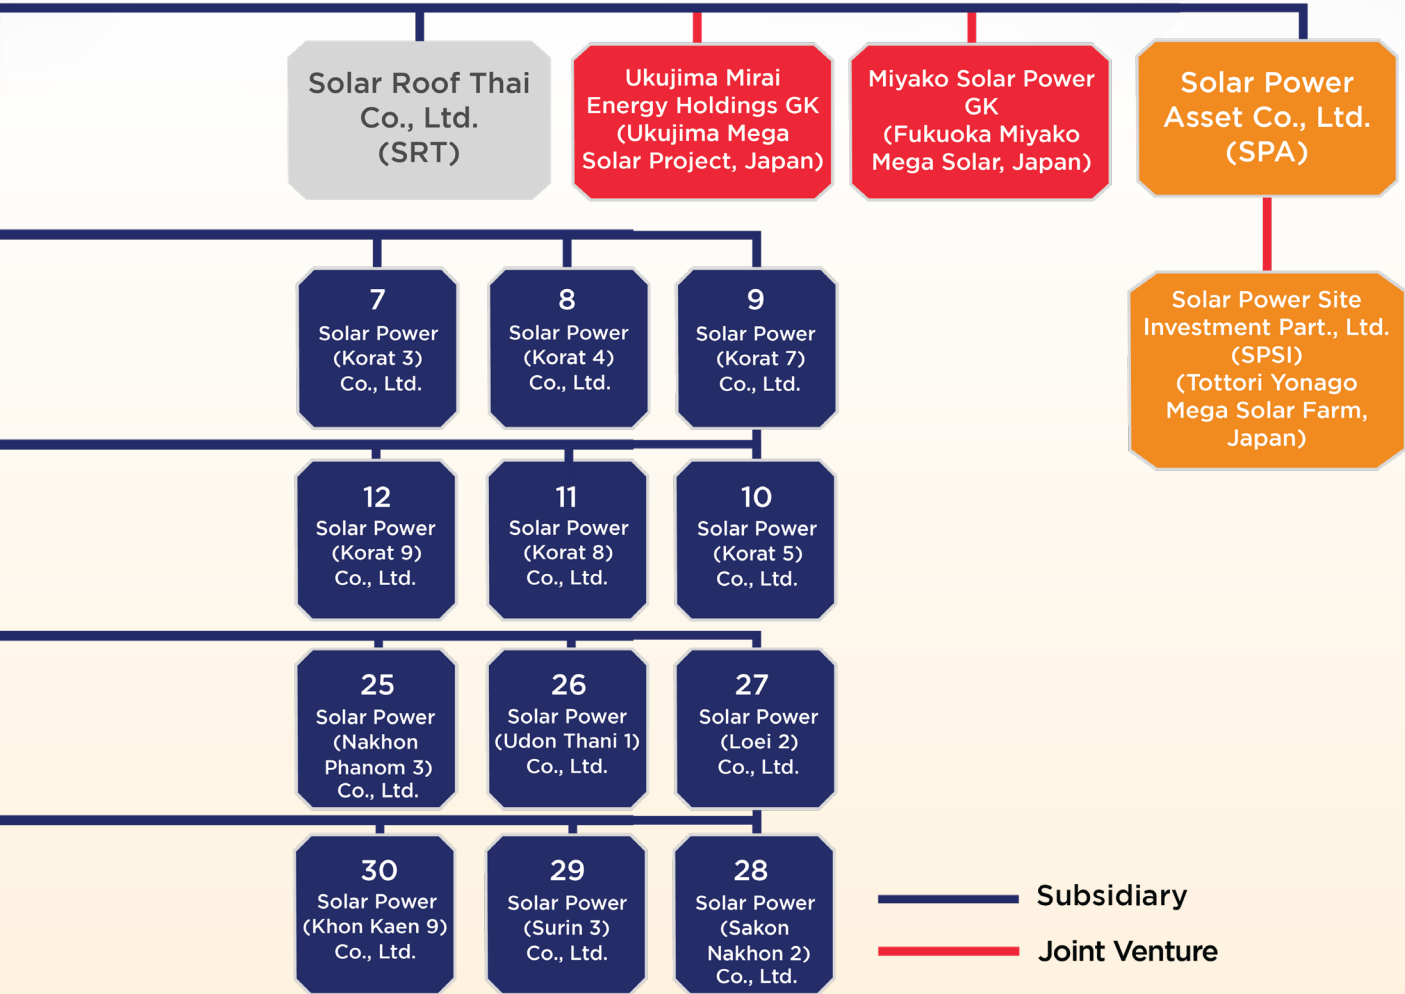 Solar Roof Thai
Co., Ltd.
(SRT)
Ukujima Mirai
Energy Holdings GK
(Ukujima Mega
Solar Project, Japan)
Miyako Solar Power
GK
(Fukuoka Miyako
Mega Solar, Japan)
Solar Power
Asset Co., Ltd.
(SPA)
Solar Power Site
Investment Part., Ltd.
(SPSI)
(Tottori Yonago
Mega Solar Farm,
Japan)
7
Solar Power
(Korat 3)
Co., Ltd.
8
Solar Power
(Korat 4)
Co., Ltd.
9
Solar Power
(Korat 7)
Co., Ltd.
12
Solar Power
(Korat 9)
Co., Ltd.
11
Solar Power
(Korat 8)
Co., Ltd.
10
Solar Power
(Korat 5)
Co., Ltd.
25
Solar Power
(Nakhon
Phanom 3)
Co., Ltd.
26
Solar Power
(Udon Thani 1)
Co., Ltd.
27
Solar Power
(Loei 2)
Co., Ltd.
30
Solar Power
(Khon Kaen 9)
Co., Ltd.
29
Solar Power
(Surin 3)
Co., Ltd.
28
Solar Power
(Sakon
Nakhon 2)
Co., Ltd.
Subsidiary
Joint Venture